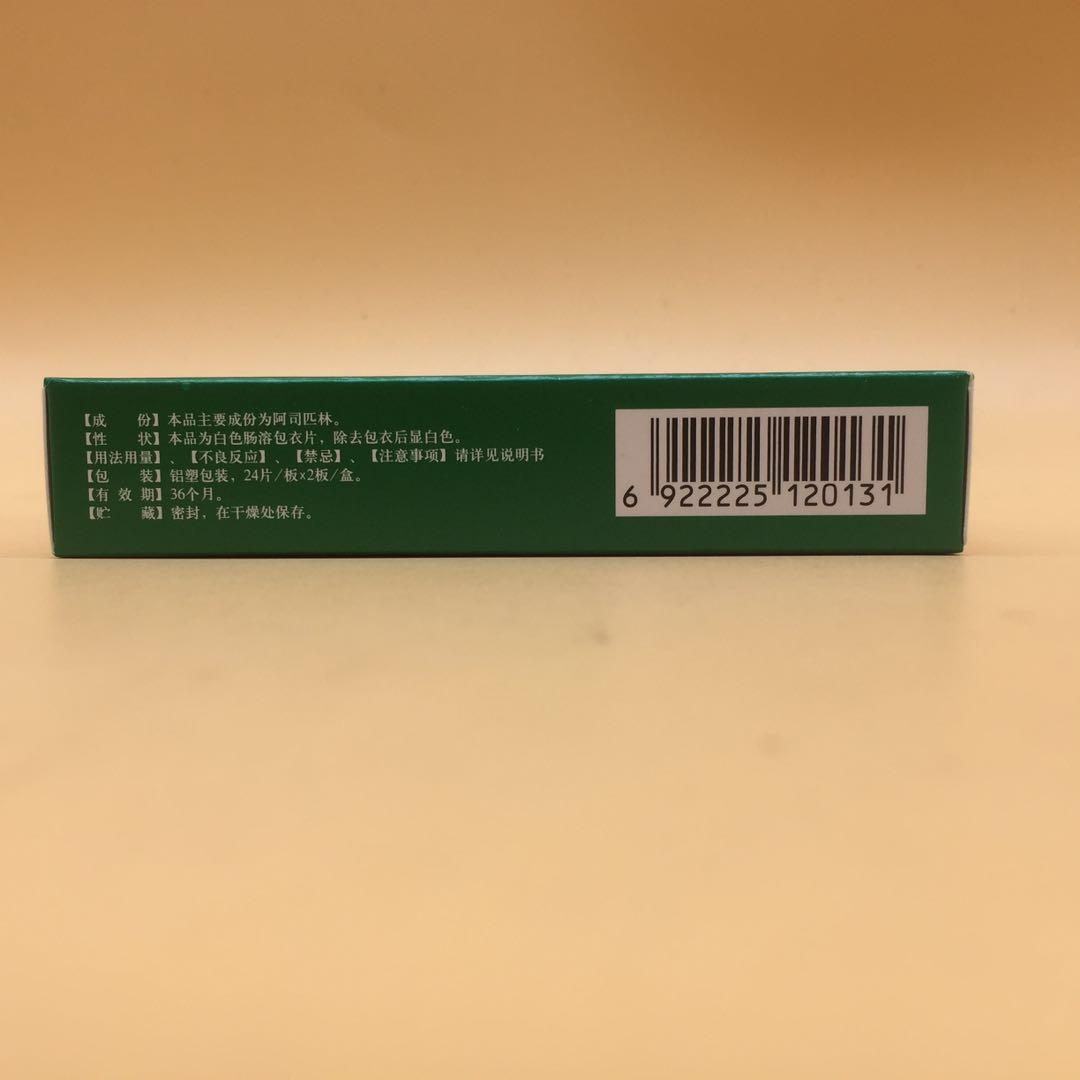 【成 份】本品主要成份为阿司匹林。
【性 状】本品为白色肠溶包衣片，除去包衣后显白色。
【用法用量】、【不良反应】、【禁忌】、【注意事项】请详见说明书
【包 装】铝塑包装，24片/板×2板/盒。
【有 效 期】36个月。
【贮 藏】密封，在干燥处保存。
6 922225 120131